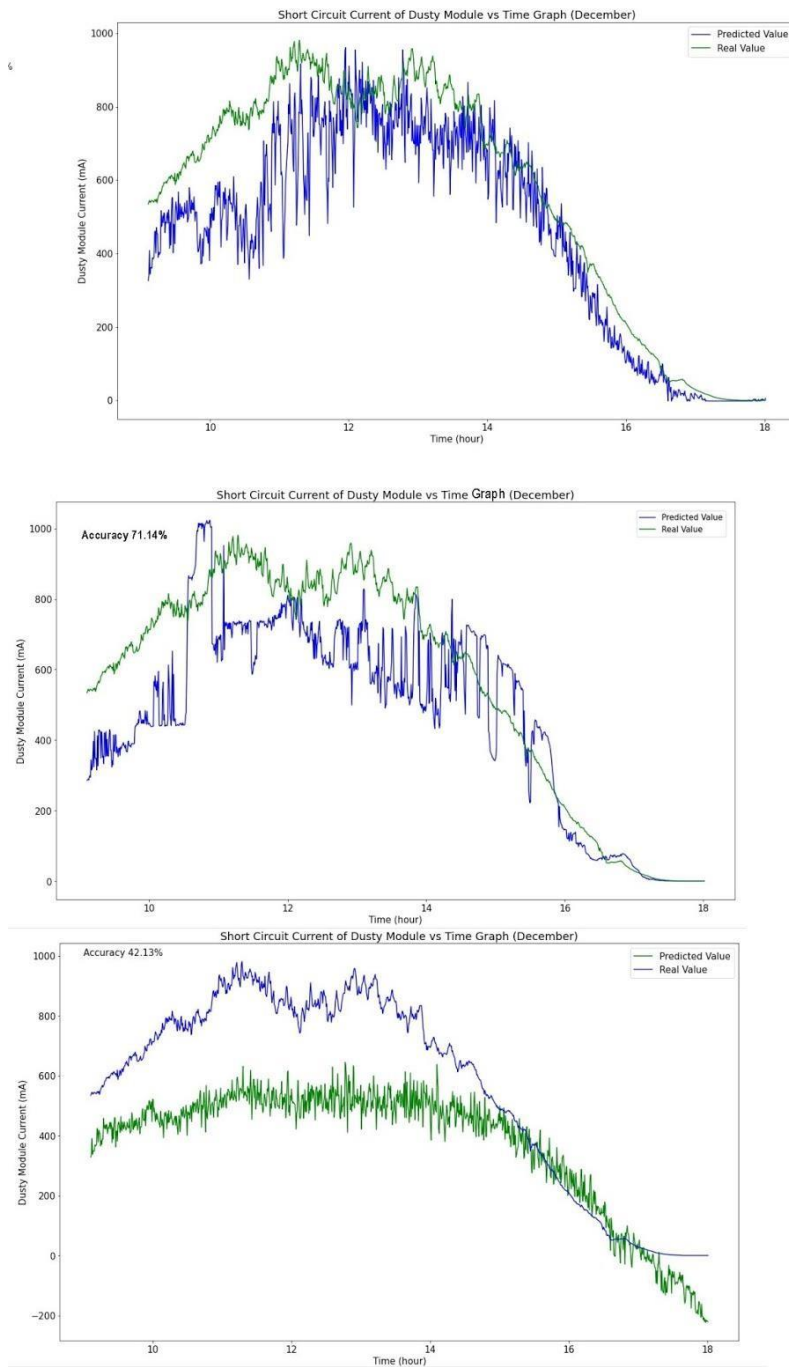 Short Circuit Current of Dusty Module vs Time Graph (December)
%
1000
800
600
400
200
0
Dusty Module Current (mA)
Predicted Value
Real Value
10 12 14 16 18
Time (hour)
Short Circuit Current of Dusty Module vs Time Graph (December)
Accuracy 71.14%
1000
800
600
400
200
0
Dusty Module Current (mA)
Predicted Value
Real Value
10 12 14 16 18
Time (hour)
Short Circuit Current of Dusty Module vs Time Graph (December)
Accuracy 42.13%
1000
800
600
400
200
0
−200
Dusty Module Current (mA)
Predicted Value
Real Value
10 12 14 16 18
Time (hour)